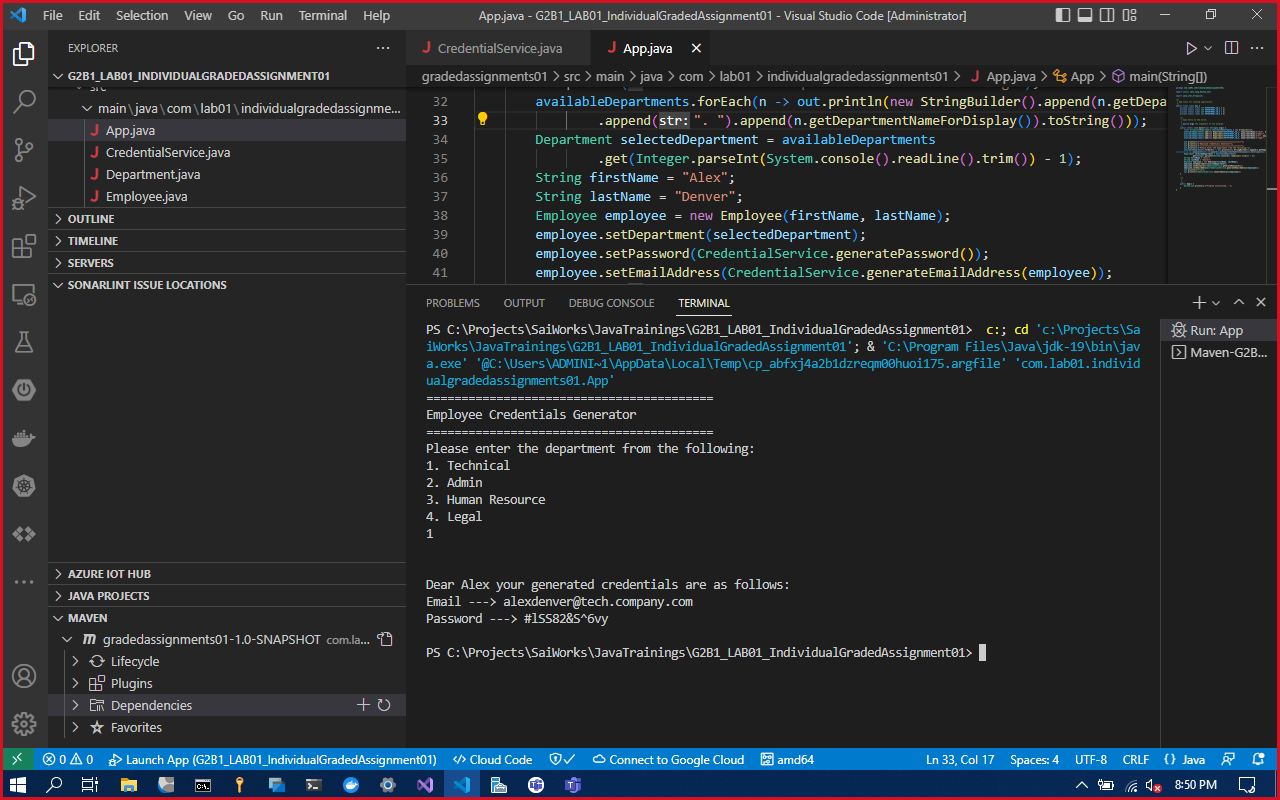 File Edit Selection View Go Run Terminal Help App.java - G2B1_LAB01_IndividualGradedAssignment01 - Visual Studio Code [Administrator]
EXPLORER
G2B1_LAB01_INDIVIDUALGRADEDASSIGNMENT01
src
main\java\com\lab01\individualgradedassignme...
App.java
CredentialService.java
Department.java
Employee.java
OUTLINE
TIMELINE
SERVERS
SONARLINT ISSUE LOCATIONS
AZURE IOT HUB
JAVA PROJECTS
MAVEN
gradedassignments01-1.0-SNAPSHOT com.la...
Lifecycle
Plugins
Dependencies
Favorites
CredentialService.java App.java
gradedassignments01 > src > main > java > com > lab01 > individualgradedassignments01 > App.java > App > main(String[])
32 availableDepartments.forEach(n -> out.println(new StringBuilder().append(n.getDepa
33 .append(str: ". ").append(n.getDepartmentNameForDisplay()).toString()));
34 Department selectedDepartment = availableDepartments
35 .get(Integer.parseInt(System.console().readLine().trim()) - 1);
36 String firstName = "Alex";
37 String lastName = "Denver";
38 Employee employee = new Employee(firstName, lastName);
39 employee.setDepartment(selectedDepartment);
40 employee.setPassword(CredentialService.generatePassword());
41 employee.setEmailAddress(CredentialService.generateEmailAddress(employee));
PROBLEMS OUTPUT DEBUG CONSOLE TERMINAL
PS C:\Projects\SaiWorks\JavaTrainings\G2B1_LAB01_IndividualGradedAssignment01> c:; cd 'c:\Projects\Sa
iWorks\JavaTrainings\G2B1_LAB01_IndividualGradedAssignment01'; & 'C:\Program Files\Java\jdk-19\bin\jav
a.exe' '@C:\Users\ADMINI~1\AppData\Local\Temp\cp_abfxj4a2b1dzreqm00huoi175.argfile' 'com.lab01.individ
ualgradedassignments01.App'
=========================================
Employee Credentials Generator
=========================================
Please enter the department from the following:
1. Technical
2. Admin
3. Human Resource
4. Legal
1
Dear Alex your generated credentials are as follows:
Email ---> alexdenver@tech.company.com
Password ---> #lSS82&S^6vy
PS C:\Projects\SaiWorks\JavaTrainings\G2B1_LAB01_IndividualGradedAssignment01>
Run: App
Maven-G2B...
0 0 Launch App (G2B1_LAB01_IndividualGradedAssignment01) Cloud Code Connect to Google Cloud amd64 Ln 33, Col 17 Spaces: 4 UTF-8 CRLF {} Java
8:50 PM